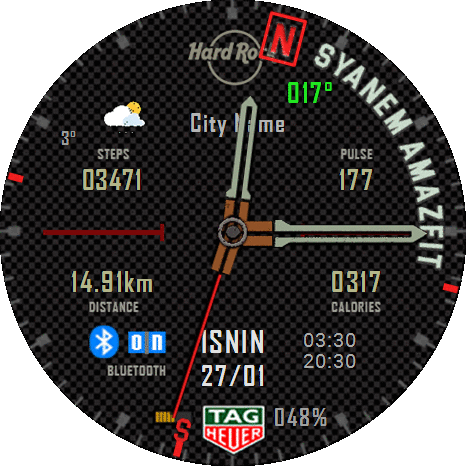 N
Hard Rock
SYANEM AMAZFIT
017°
City Name
3°
STEPS
03471
PULSE
177
14.91km
DISTANCE
0317
CALORIES
ON
BLUETOOTH
ISNIN
27/01
03:30
20:30
S
TAG
HEUER
048%